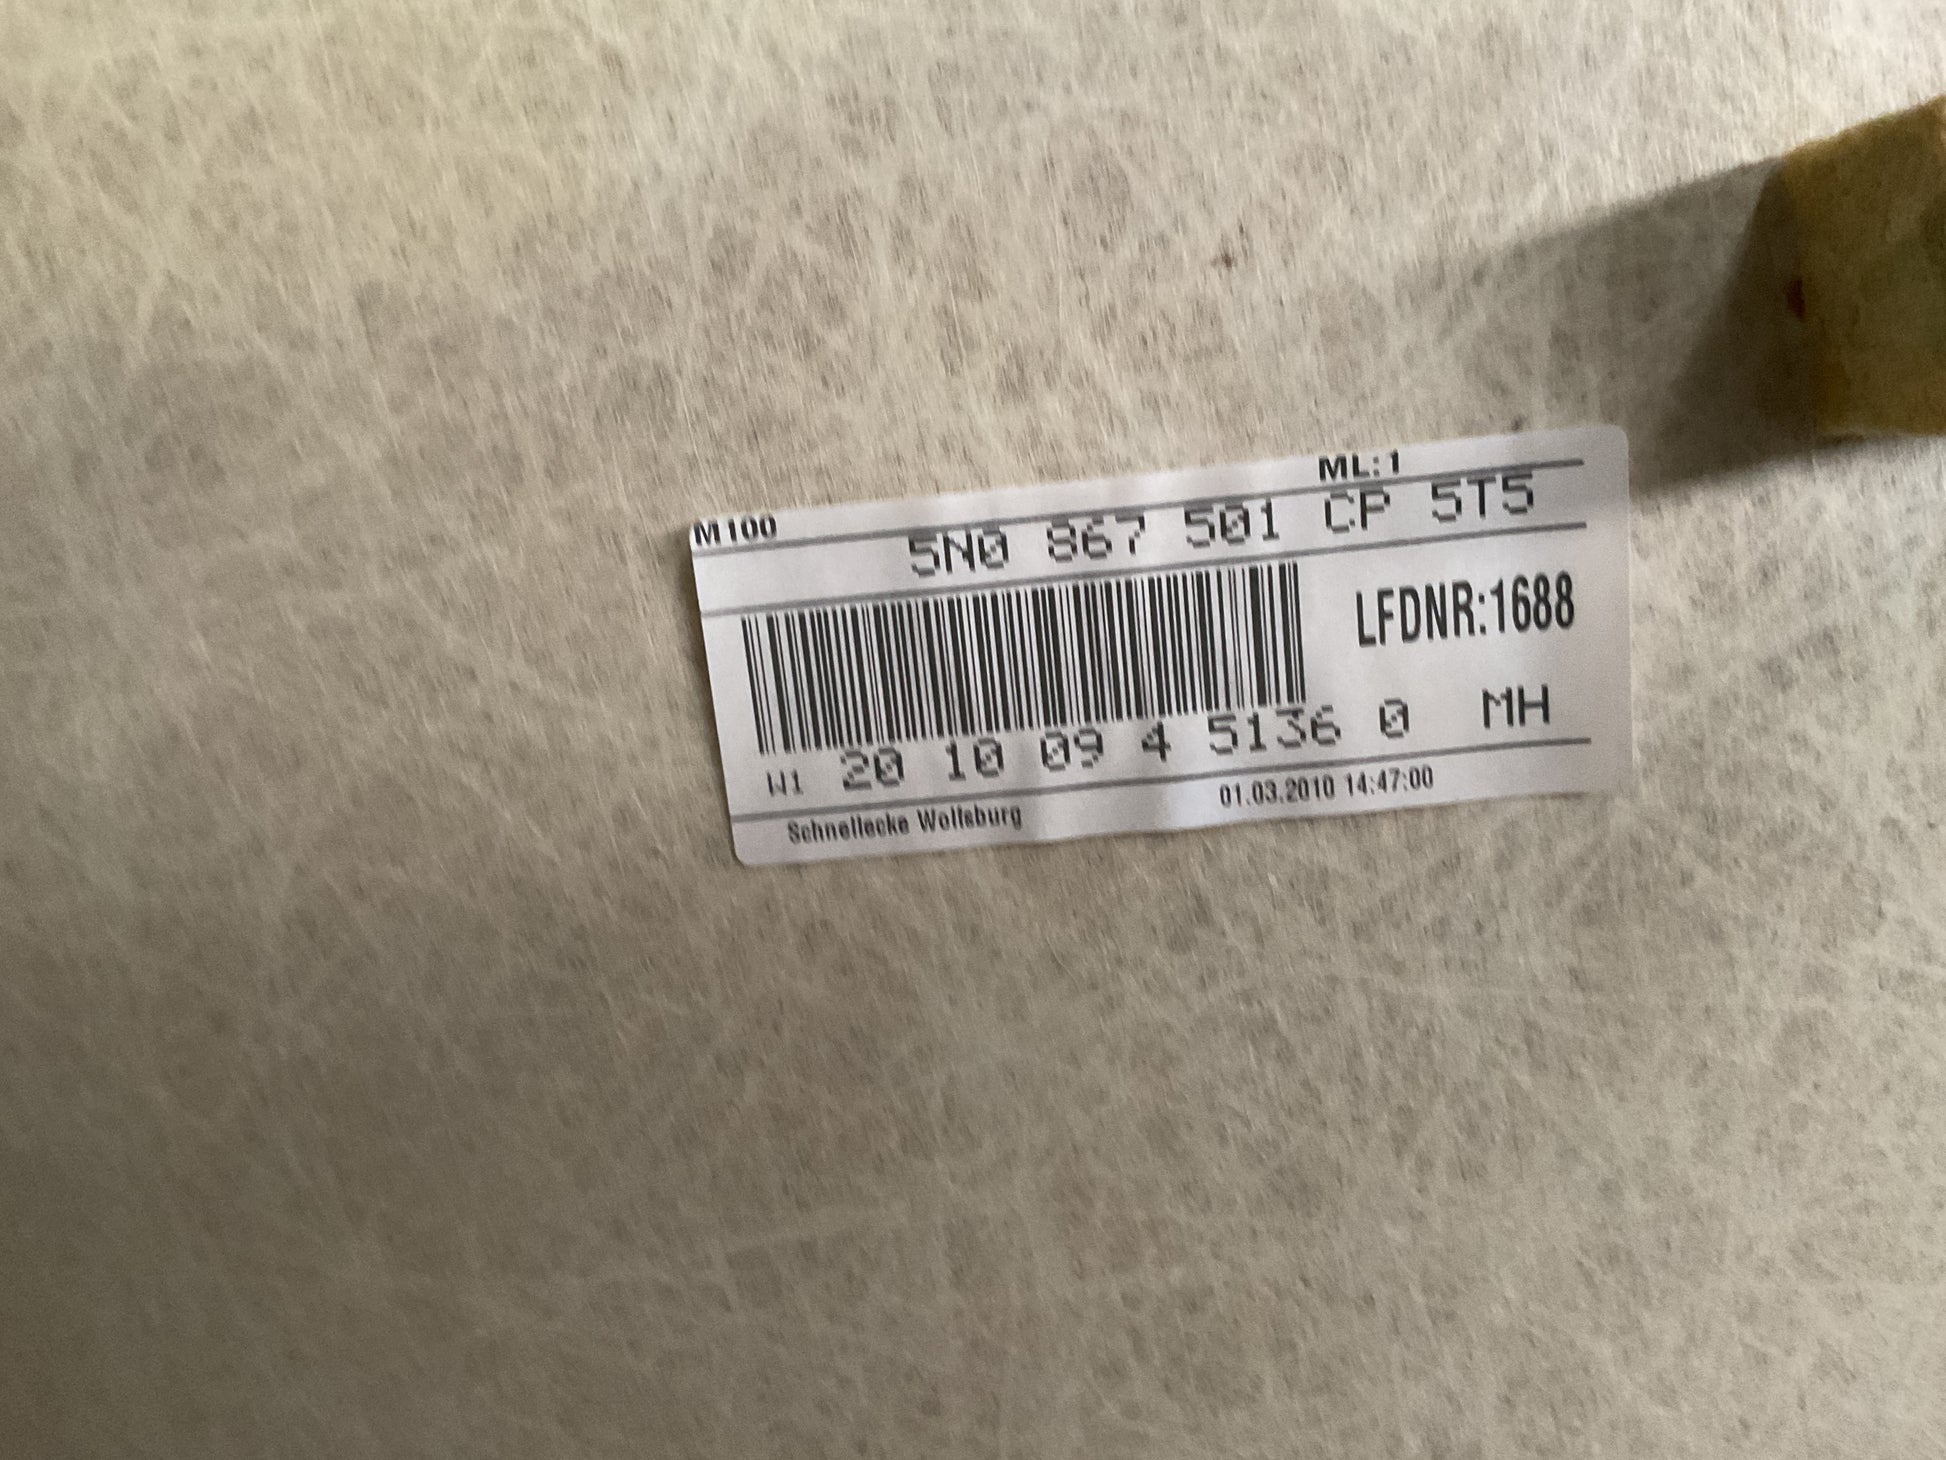 ML:1
M100
5N0 867 501 CP 5T5
LFDNR:1688
W1 20 10 09 4 5136 0 MH
Schnellecke Wolfsburg 01.03.2010 14:47:00